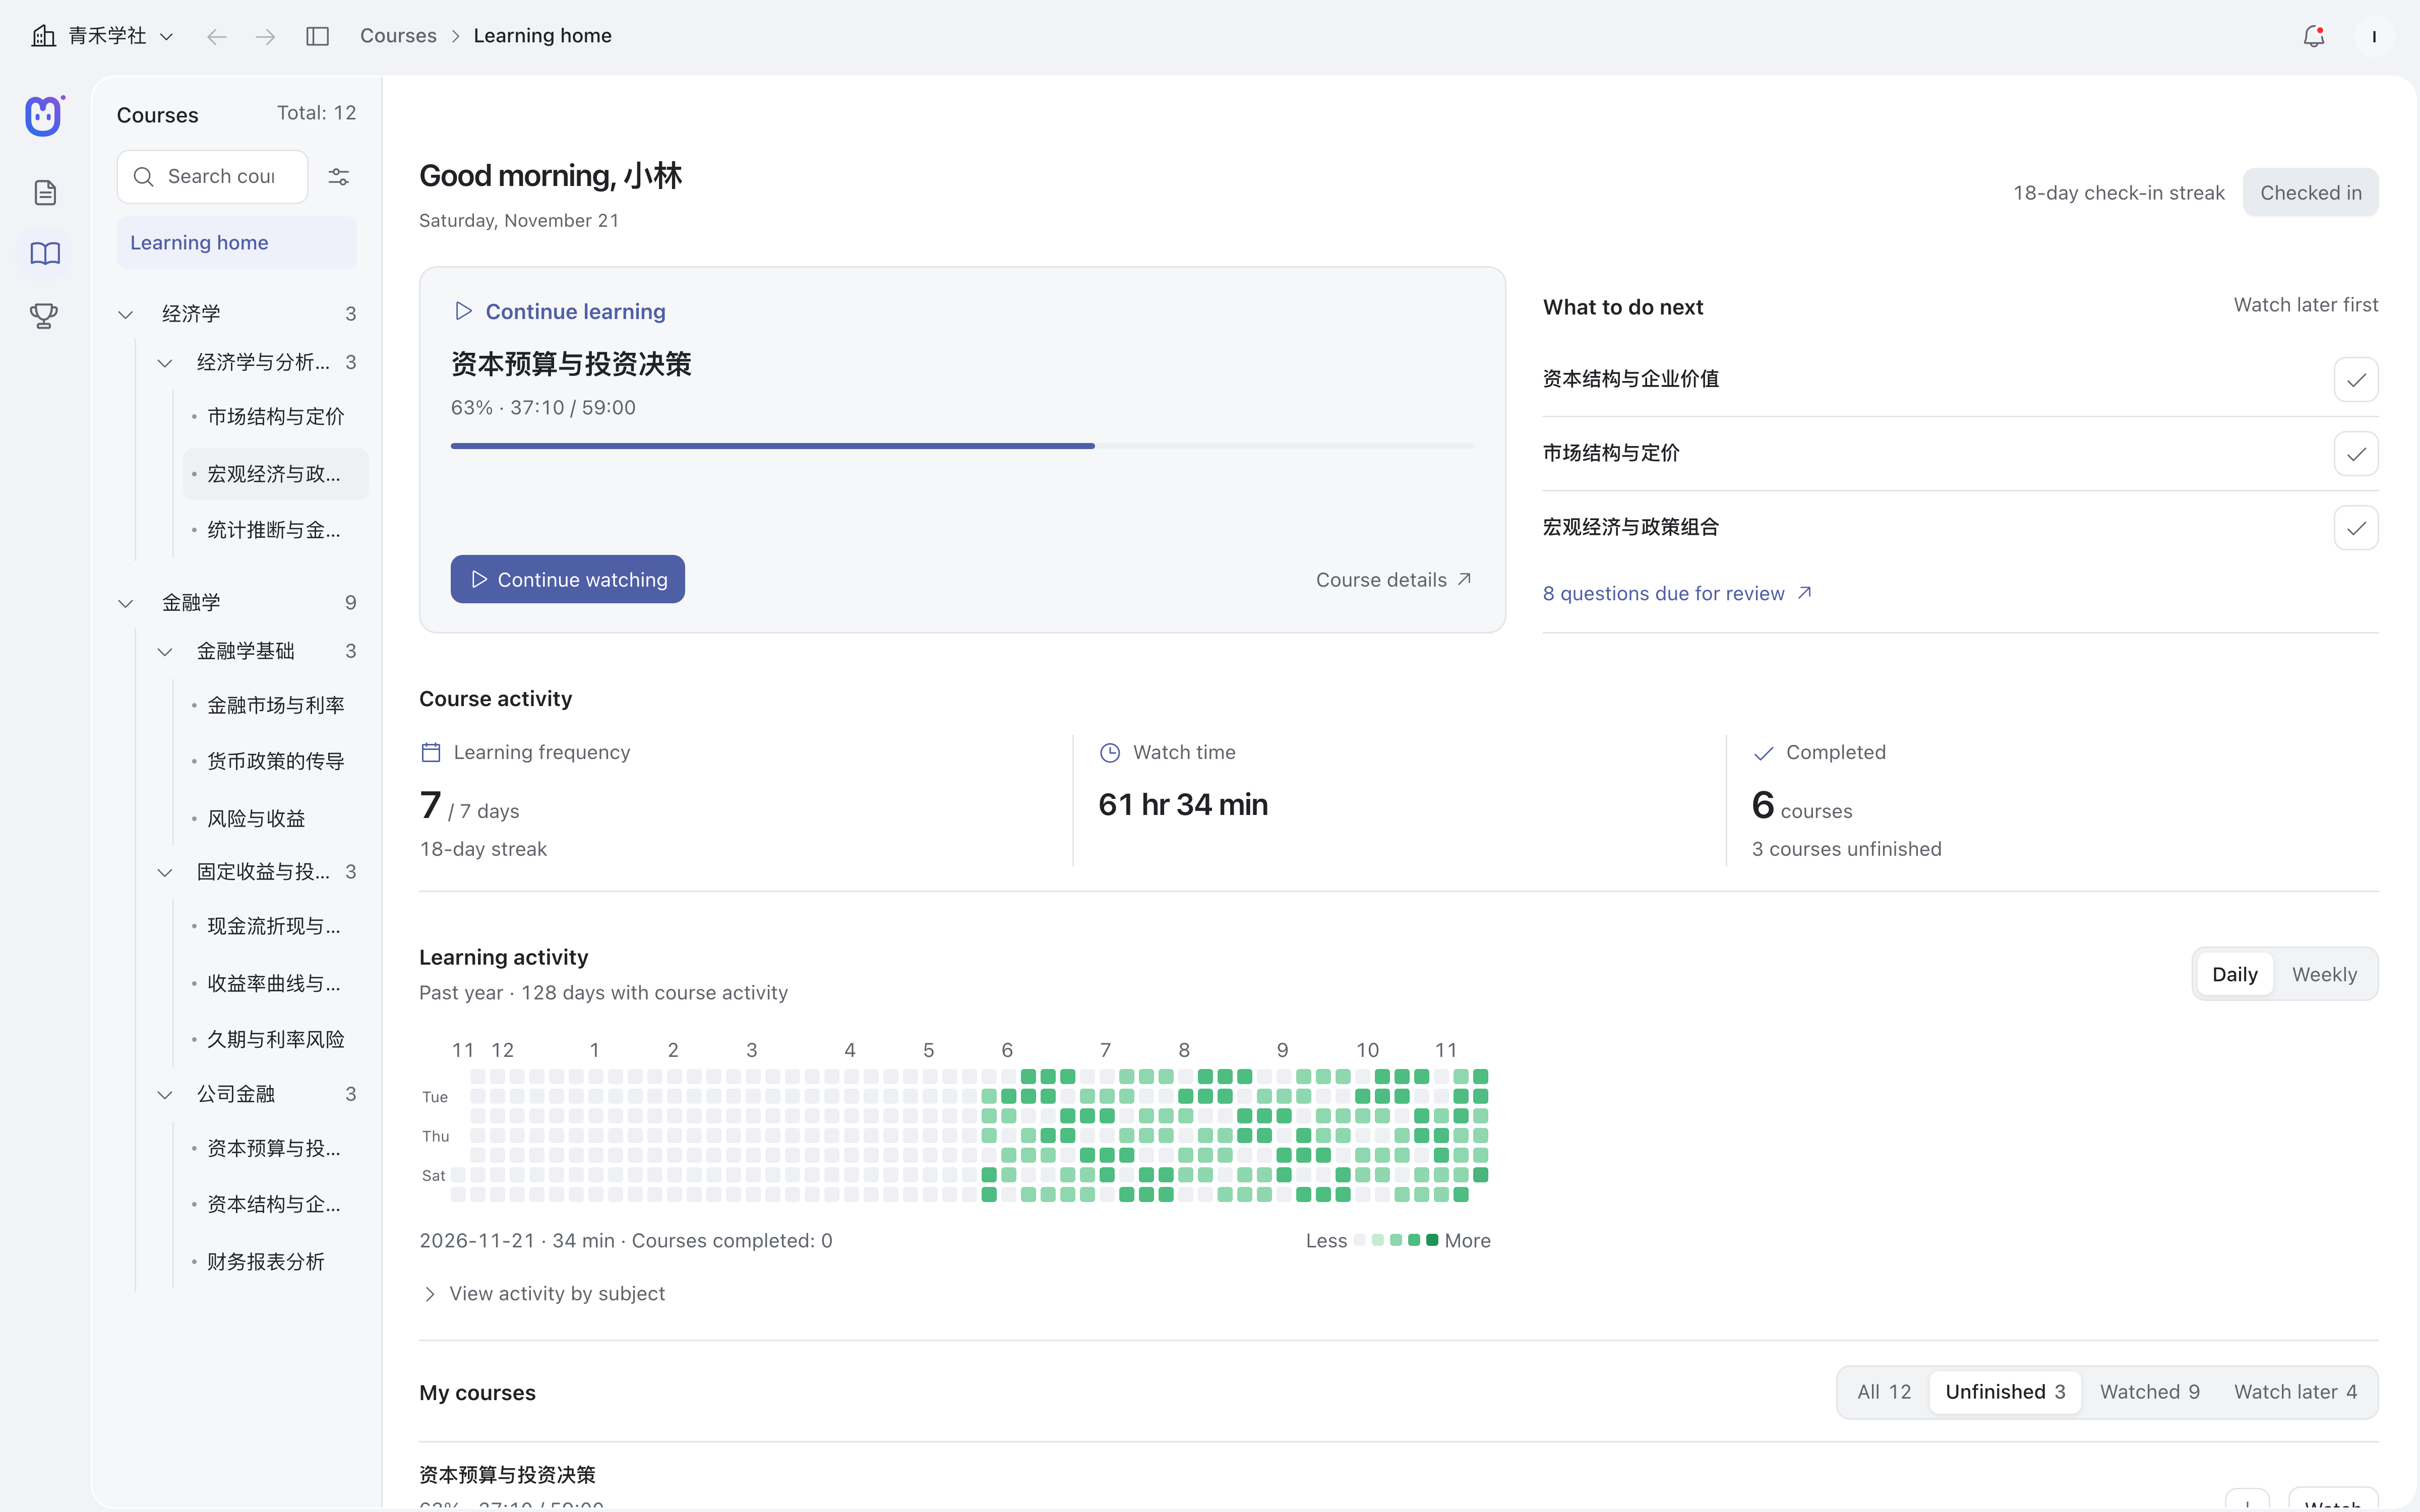 青禾学社
Courses > Learning home
I
Courses
Total: 12
Search cour
Learning home
经济学 3
经济学与分析... 3
市场结构与定价
宏观经济与政...
统计推断与金...
金融学 9
金融学基础 3
金融市场与利率
货币政策的传导
风险与收益
固定收益与投... 3
现金流折现与...
收益率曲线与...
久期与利率风险
公司金融 3
资本预算与投...
资本结构与企...
财务报表分析
Good morning, 小林
Saturday, November 21
18-day check-in streak
Checked in
Continue learning
资本预算与投资决策
63% · 37:10 / 59:00
Continue watching
Course details
What to do next
Watch later first
资本结构与企业价值
市场结构与定价
宏观经济与政策组合
8 questions due for review
Course activity
Learning frequency
7 / 7 days
18-day streak
Watch time
61 hr 34 min
Completed
6 courses
3 courses unfinished
Learning activity
Past year · 128 days with course activity
Daily Weekly
11 12 1 2 3 4 5 6 7 8 9 10 11
Tue
Thu
Sat
2026-11-21 · 34 min · Courses completed: 0
Less More
View activity by subject
My courses
All 12 Unfinished 3 Watched 9 Watch later 4
资本预算与投资决策
63% · 37:10 / 59:00
Watch